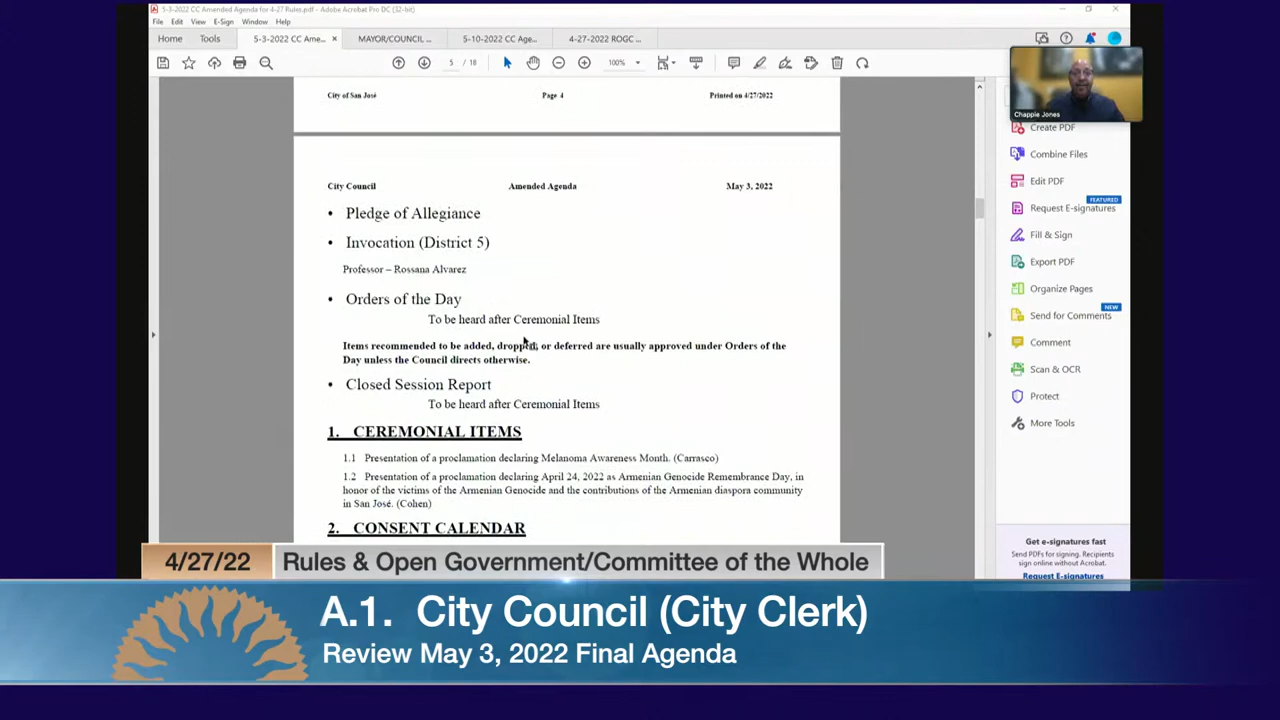 5-3-2022 CC Amended Agenda for 4-27 Rules.pdf - Adobe Acrobat Pro DC (32-bit)
File Edit View E-Sign Window Help
Home Tools 5-3-2022 CC Ame... × MAYOR/COUNCIL ... 5-10-2022 CC Age... 4-27-2022 ROGC ...
5 / 18 100%
City of San José Page 4 Printed on 4/27/2022
Chappie Jones
City Council Amended Agenda May 3, 2022
• Pledge of Allegiance
• Invocation (District 5)
Professor – Rossana Alvarez
• Orders of the Day
To be heard after Ceremonial Items
Items recommended to be added, dropped, or deferred are usually approved under Orders of the
Day unless the Council directs otherwise.
• Closed Session Report
To be heard after Ceremonial Items
1. CEREMONIAL ITEMS
1.1 Presentation of a proclamation declaring Melanoma Awareness Month. (Carrasco)
1.2 Presentation of a proclamation declaring April 24, 2022 as Armenian Genocide Remembrance Day, in
honor of the victims of the Armenian Genocide and the contributions of the Armenian diaspora community
in San José. (Cohen)
2. CONSENT CALENDAR
Create PDF
Combine Files
Edit PDF
FEATURED
Request E-signatures
Fill & Sign
Export PDF
Organize Pages
NEW
Send for Comments
Comment
Scan & OCR
Protect
More Tools
Get e-signatures fast
Send PDFs for signing. Recipients
sign online without Acrobat.
Request E-signatures
4/27/22 Rules & Open Government/Committee of the Whole
A.1. City Council (City Clerk)
Review May 3, 2022 Final Agenda